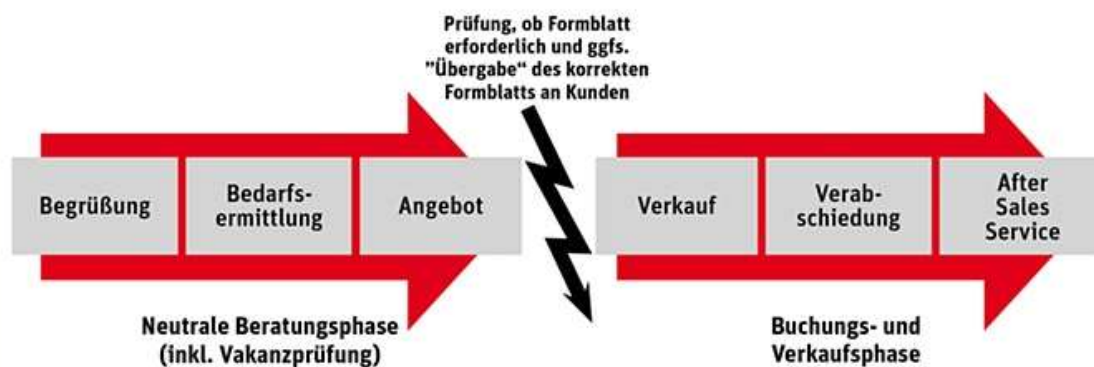 Prüfung, ob Formblatt
erforderlich und ggfs.
”Übergabe“ des korrekten
Formblatts an Kunden
Begrüßung
Bedarfs-
ermittlung
Angebot
Verkauf
Verab-
schiedung
After
Sales
Service
Neutrale Beratungsphase
(inkl. Vakanzprüfung)
Buchungs- und
Verkaufsphase